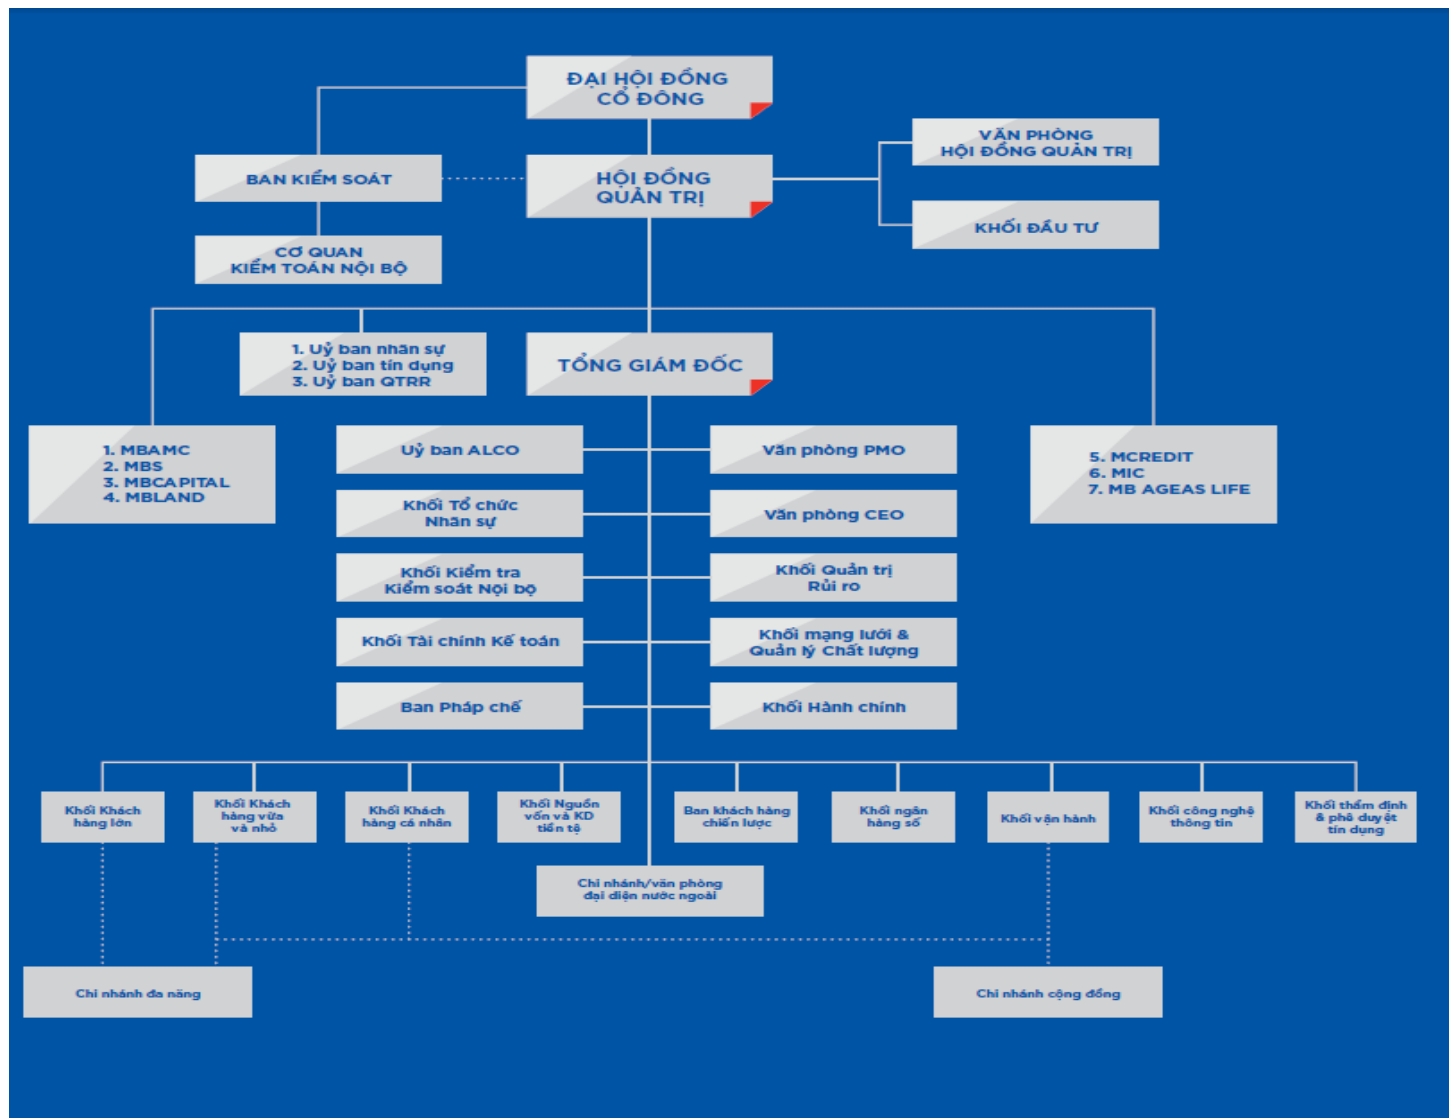 ĐẠI HỘI ĐỒNG
CỔ ĐÔNG
VĂN PHÒNG
HỘI ĐỒNG QUẢN TRỊ
BAN KIỂM SOÁT
HỘI ĐỒNG
QUẢN TRỊ
KHỐI ĐẦU TƯ
CƠ QUAN
KIỂM TOÁN NỘI BỘ
1. Uỷ ban nhân sự
2. Uỷ ban tín dụng
3. Uỷ ban QTRR
TỔNG GIÁM ĐỐC
1. MBAMC
2. MBS
3. MBCAPITAL
4. MBLAND
Uỷ ban ALCO
Văn phòng PMO
5. MCREDIT
6. MIC
7. MB AGEAS LIFE
Khối Tổ chức
Nhân sự
Văn phòng CEO
Khối Kiểm tra
Kiểm soát Nội bộ
Khối Quản trị
Rủi ro
Khối Tài chính Kế toán
Khối mạng lưới &
Quản lý Chất lượng
Ban Pháp chế
Khối Hành chính
Khối Khách
hàng lớn
Khối Khách
hàng vừa
và nhỏ
Khối Khách
hàng cá nhân
Khối Nguồn
vốn và KD
tiền tệ
Ban khách hàng
chiến lược
Khối ngân
hàng số
Khối vận hành
Khối công nghệ
thông tin
Khối thẩm định
& phê duyệt
tín dụng
Chi nhánh/văn phòng
đại diện nước ngoài
Chi nhánh đa năng
Chi nhánh cộng đồng